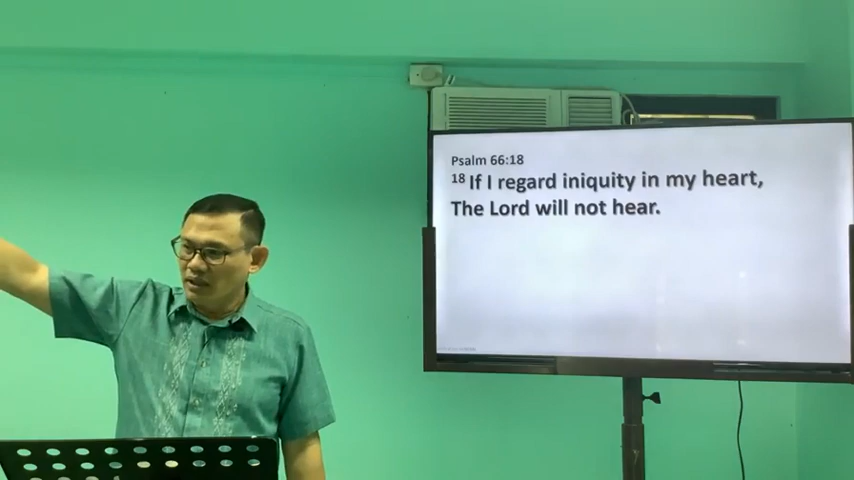 Psalm 66:18
18 If I regard iniquity in my heart,
The Lord will not hear.